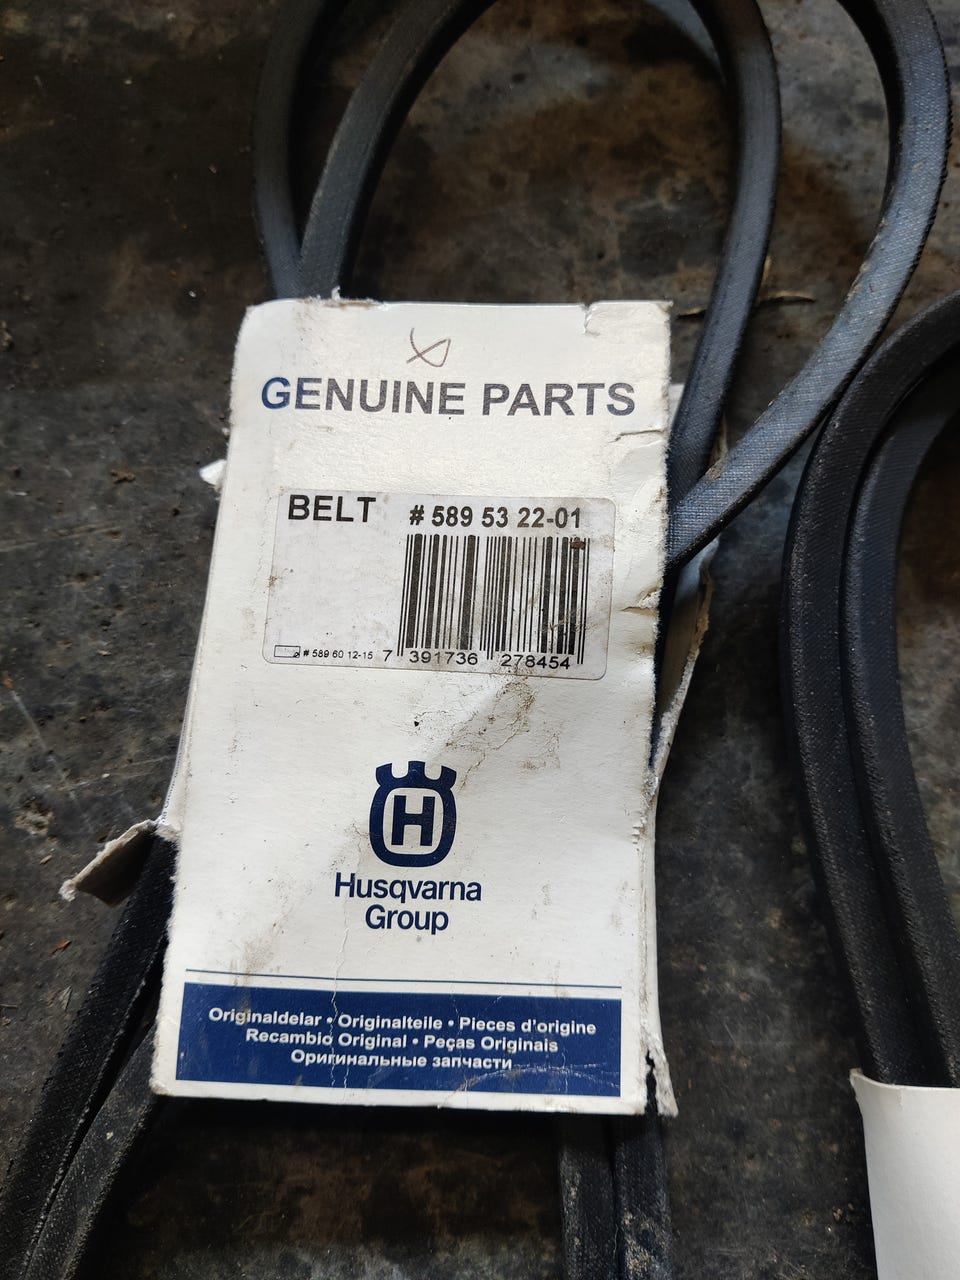 GENUINE PARTS
BELT # 589 53 22-01
# 589 60 12-15 7 391736 278454
H
Husqvarna
Group
Originaldelar • Originalteile • Pieces d'origine
Recambio Original • Peças Originais
Оригинальные запчасти